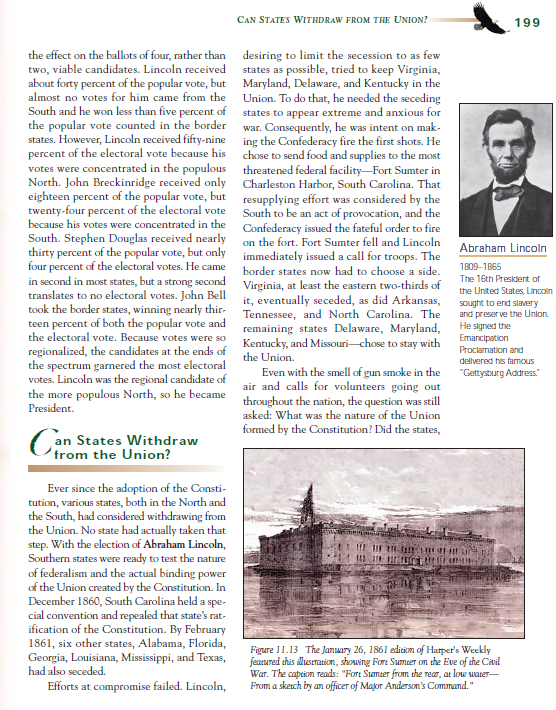 CAN STATES WITHDRAW FROM THE UNION?
199
the effect on the ballots of four, rather than
two, viable candidates. Lincoln received
about forty percent of the popular vote, but
almost no votes for him came from the
South and he won less than five percent of
the popular vote counted in the border
states. However, Lincoln received fifty-nine
percent of the electoral vote because his
votes were concentrated in the populous
North. John Breckinridge received only
eighteen percent of the popular vote, but
twenty-four percent of the electoral vote
because his votes were concentrated in the
South. Stephen Douglas received nearly
thirty percent of the popular vote, but only
four percent of the electoral votes. He came
in second in most states, but a strong second
translates to no electoral votes. John Bell
took the border states, winning nearly thir-
teen percent of both the popular vote and
the electoral vote. Because votes were so
regionalized, the candidates at the ends of
the spectrum garnered the most electoral
votes. Lincoln was the regional candidate of
the more populous North, so he became
President.
Can States Withdraw
from the Union?
Ever since the adoption of the Consti-
tution, various states, both in the North and
the South, had considered withdrawing from
the Union. No state had actually taken that
step. With the election of Abraham Lincoln,
Southern states were ready to test the nature
of federalism and the actual binding power
of the Union created by the Constitution. In
December 1860, South Carolina held a spe-
cial convention and repealed that state's rat-
ification of the Constitution. By February
1861, six other states, Alabama, Florida,
Georgia, Louisiana, Mississippi, and Texas,
had also seceded.
Efforts at compromise failed. Lincoln,
desiring to limit the secession to as few
states as possible, tried to keep Virginia,
Maryland, Delaware, and Kentucky in the
Union. To do that, he needed the seceding
states to appear extreme and anxious for
war. Consequently, he was intent on mak-
ing the Confederacy fire the first shots. He
chose to send food and supplies to the most
threatened federal facility—Fort Sumter in
Charleston Harbor, South Carolina. That
resupplying effort was considered by the
South to be an act of provocation, and the
Confederacy issued the fateful order to fire
on the fort. Fort Sumter fell and Lincoln
immediately issued a call for troops. The
border states now had to choose a side.
Virginia, at least the eastern two-thirds of
it, eventually seceded, as did Arkansas,
Tennessee, and North Carolina. The
remaining states Delaware, Maryland,
Kentucky, and Missouri—chose to stay with
the Union.
Even with the smell of gun smoke in the
air and calls for volunteers going out
throughout the nation, the question was still
asked: What was the nature of the Union
formed by the Constitution? Did the states,
Abraham Lincoln
1809–1865
The 16th President of
the United States, Lincoln
sought to end slavery
and preserve the Union.
He signed the
Emancipation
Proclamation and
delivered his famous
"Gettysburg Address."
Figure 11.13 The January 26, 1861 edition of Harper's Weekly
featured this illustration, showing Fort Sumter on the Eve of the Civil
War. The caption reads: "Fort Sumter from the rear, at low water—
From a sketch by an officer of Major Anderson's Command."